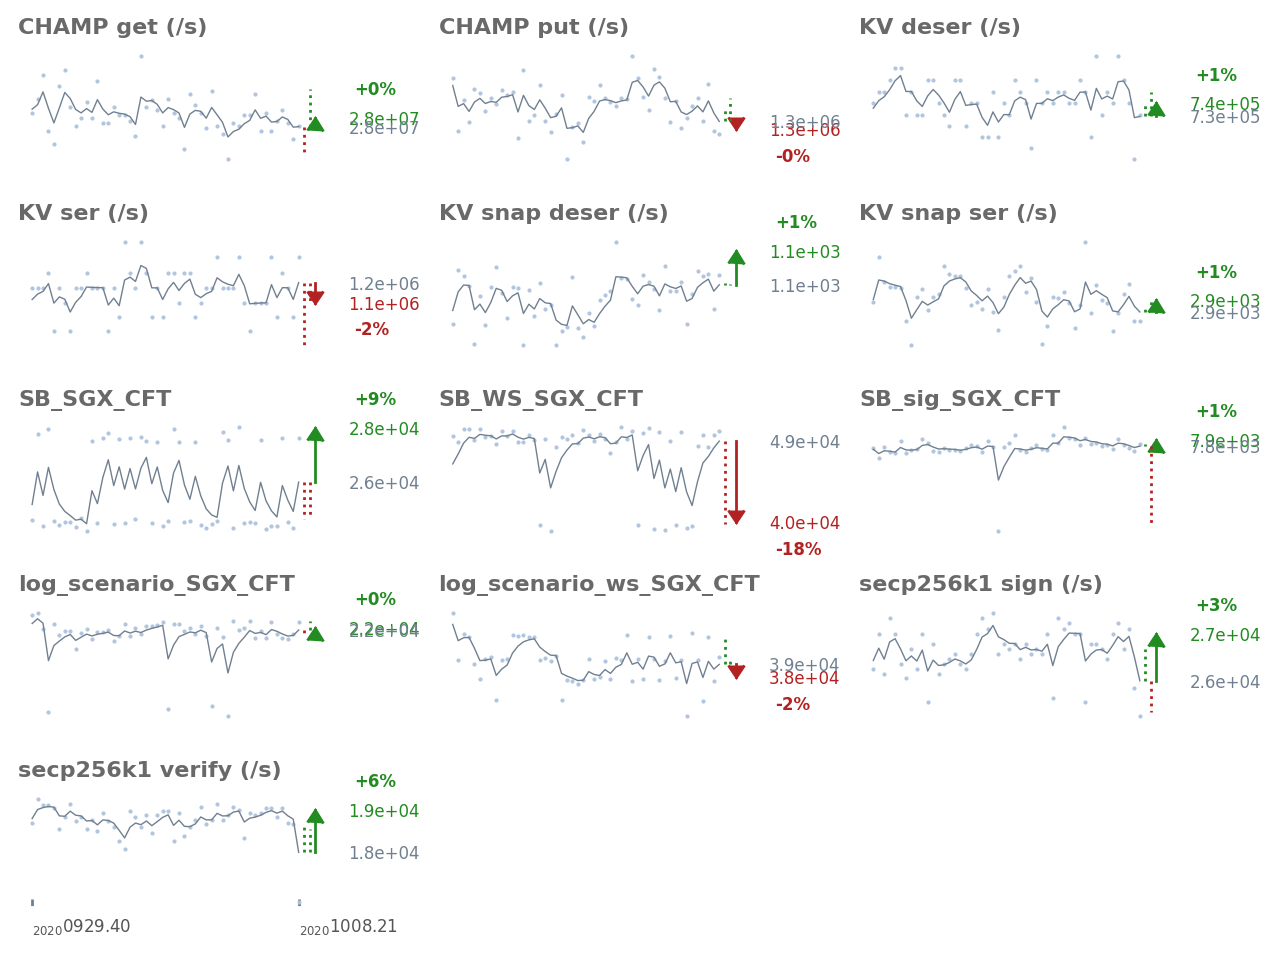 CHAMP get (/s)
+0%
2.8e+07
2.8e+07
CHAMP put (/s)
1.3e+06
1.3e+06
-0%
KV deser (/s)
+1%
7.4e+05
7.3e+05
KV ser (/s)
1.2e+06
1.1e+06
-2%
KV snap deser (/s)
+1%
1.1e+03
1.1e+03
KV snap ser (/s)
+1%
2.9e+03
2.9e+03
SB_SGX_CFT
+9%
2.8e+04
2.6e+04
SB_WS_SGX_CFT
4.9e+04
4.0e+04
-18%
SB_sig_SGX_CFT
+1%
7.9e+03
7.8e+03
log_scenario_SGX_CFT
+0%
2.2e+04
2.2e+04
log_scenario_ws_SGX_CFT
3.9e+04
3.8e+04
-2%
secp256k1 sign (/s)
+3%
2.7e+04
2.6e+04
secp256k1 verify (/s)
+6%
1.9e+04
1.8e+04
20200929.40
20201008.21